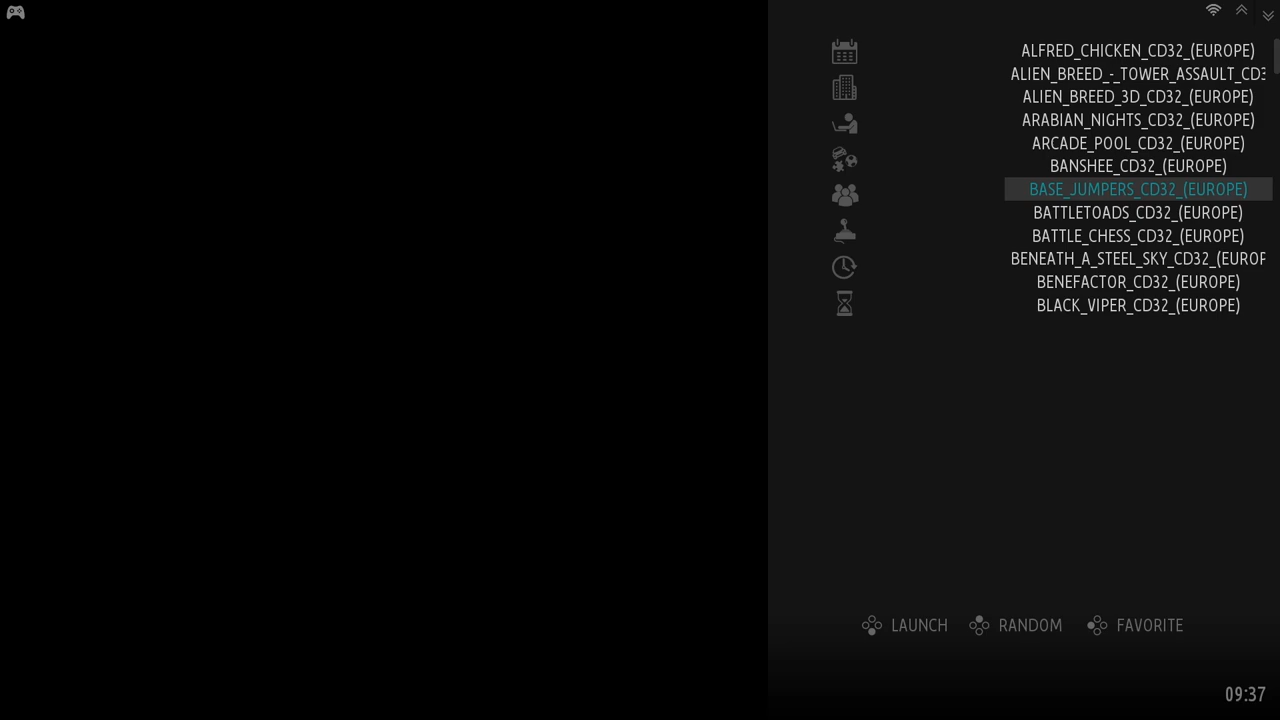 ALFRED_CHICKEN_CD32_(EUROPE)
ALIEN_BREED_-_TOWER_ASSAULT_CD3
ALIEN_BREED_3D_CD32_(EUROPE)
ARABIAN_NIGHTS_CD32_(EUROPE)
ARCADE_POOL_CD32_(EUROPE)
BANSHEE_CD32_(EUROPE)
BASE_JUMPERS_CD32_(EUROPE)
BATTLETOADS_CD32_(EUROPE)
BATTLE_CHESS_CD32_(EUROPE)
BENEATH_A_STEEL_SKY_CD32_(EUROP
BENEFACTOR_CD32_(EUROPE)
BLACK_VIPER_CD32_(EUROPE)
LAUNCH RANDOM FAVORITE
09:37